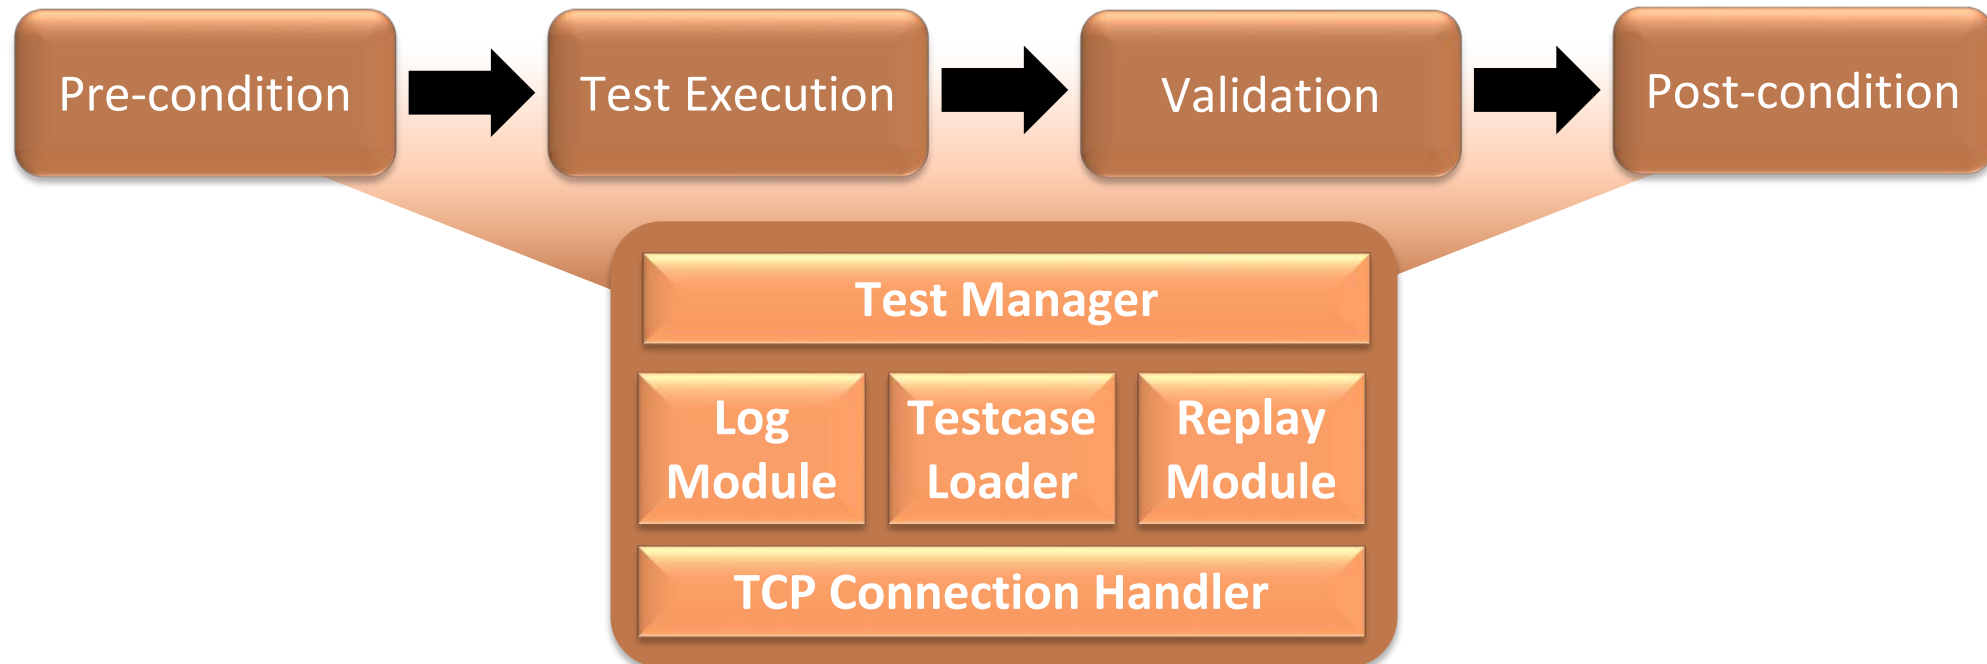 Pre-condition
Test Execution
Validation
Post-condition
Test Manager
Log
Module
Testcase
Loader
Replay
Module
TCP Connection Handler